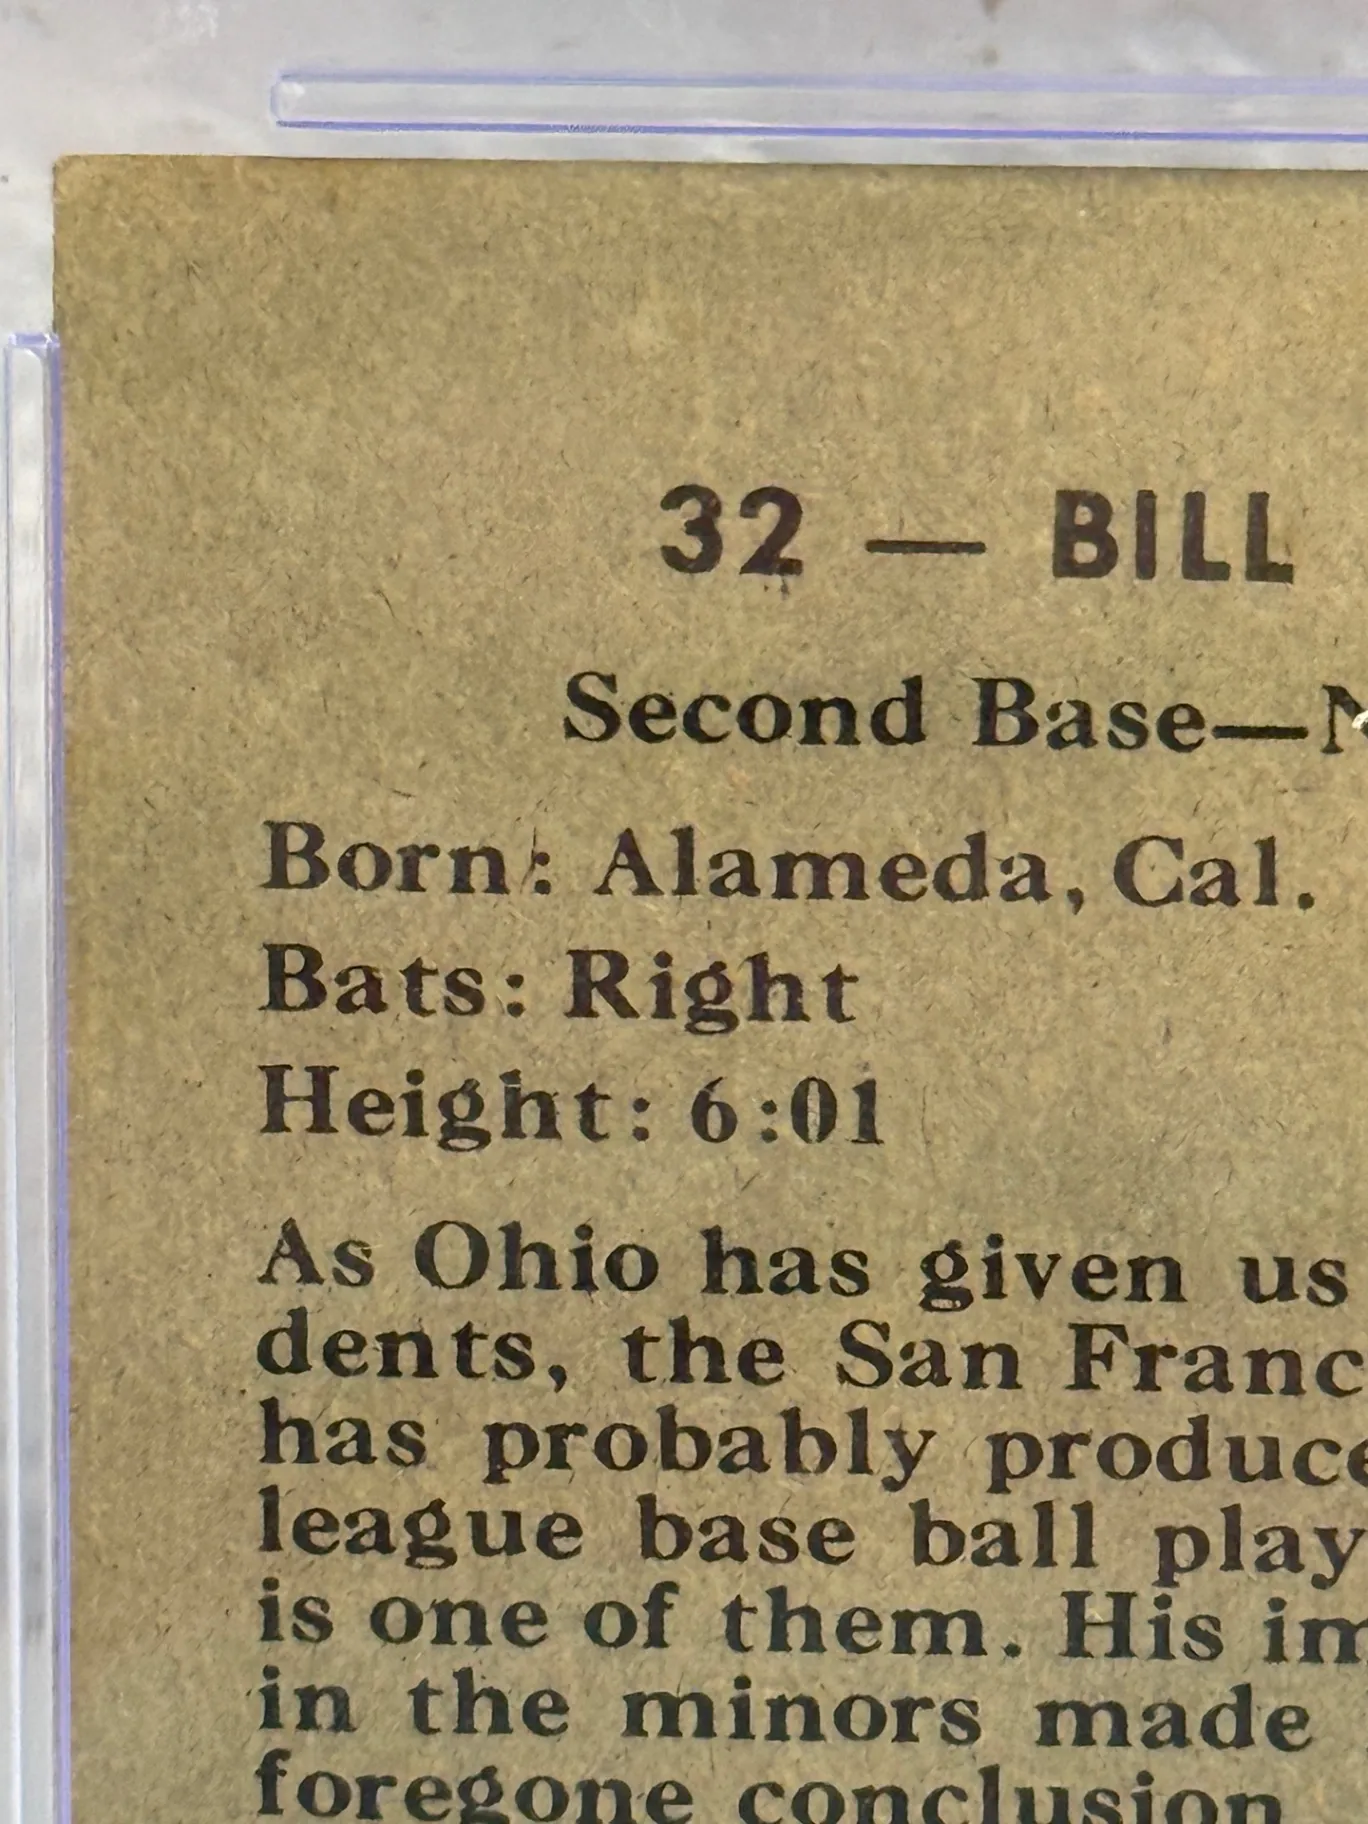 32 — BILL
Second Base—N
Born: Alameda, Cal.
Bats: Right
Height: 6:01
As Ohio has given us
dents, the San Franc
has probably produce
league base ball play
is one of them. His im
in the minors made
foregone conclusion